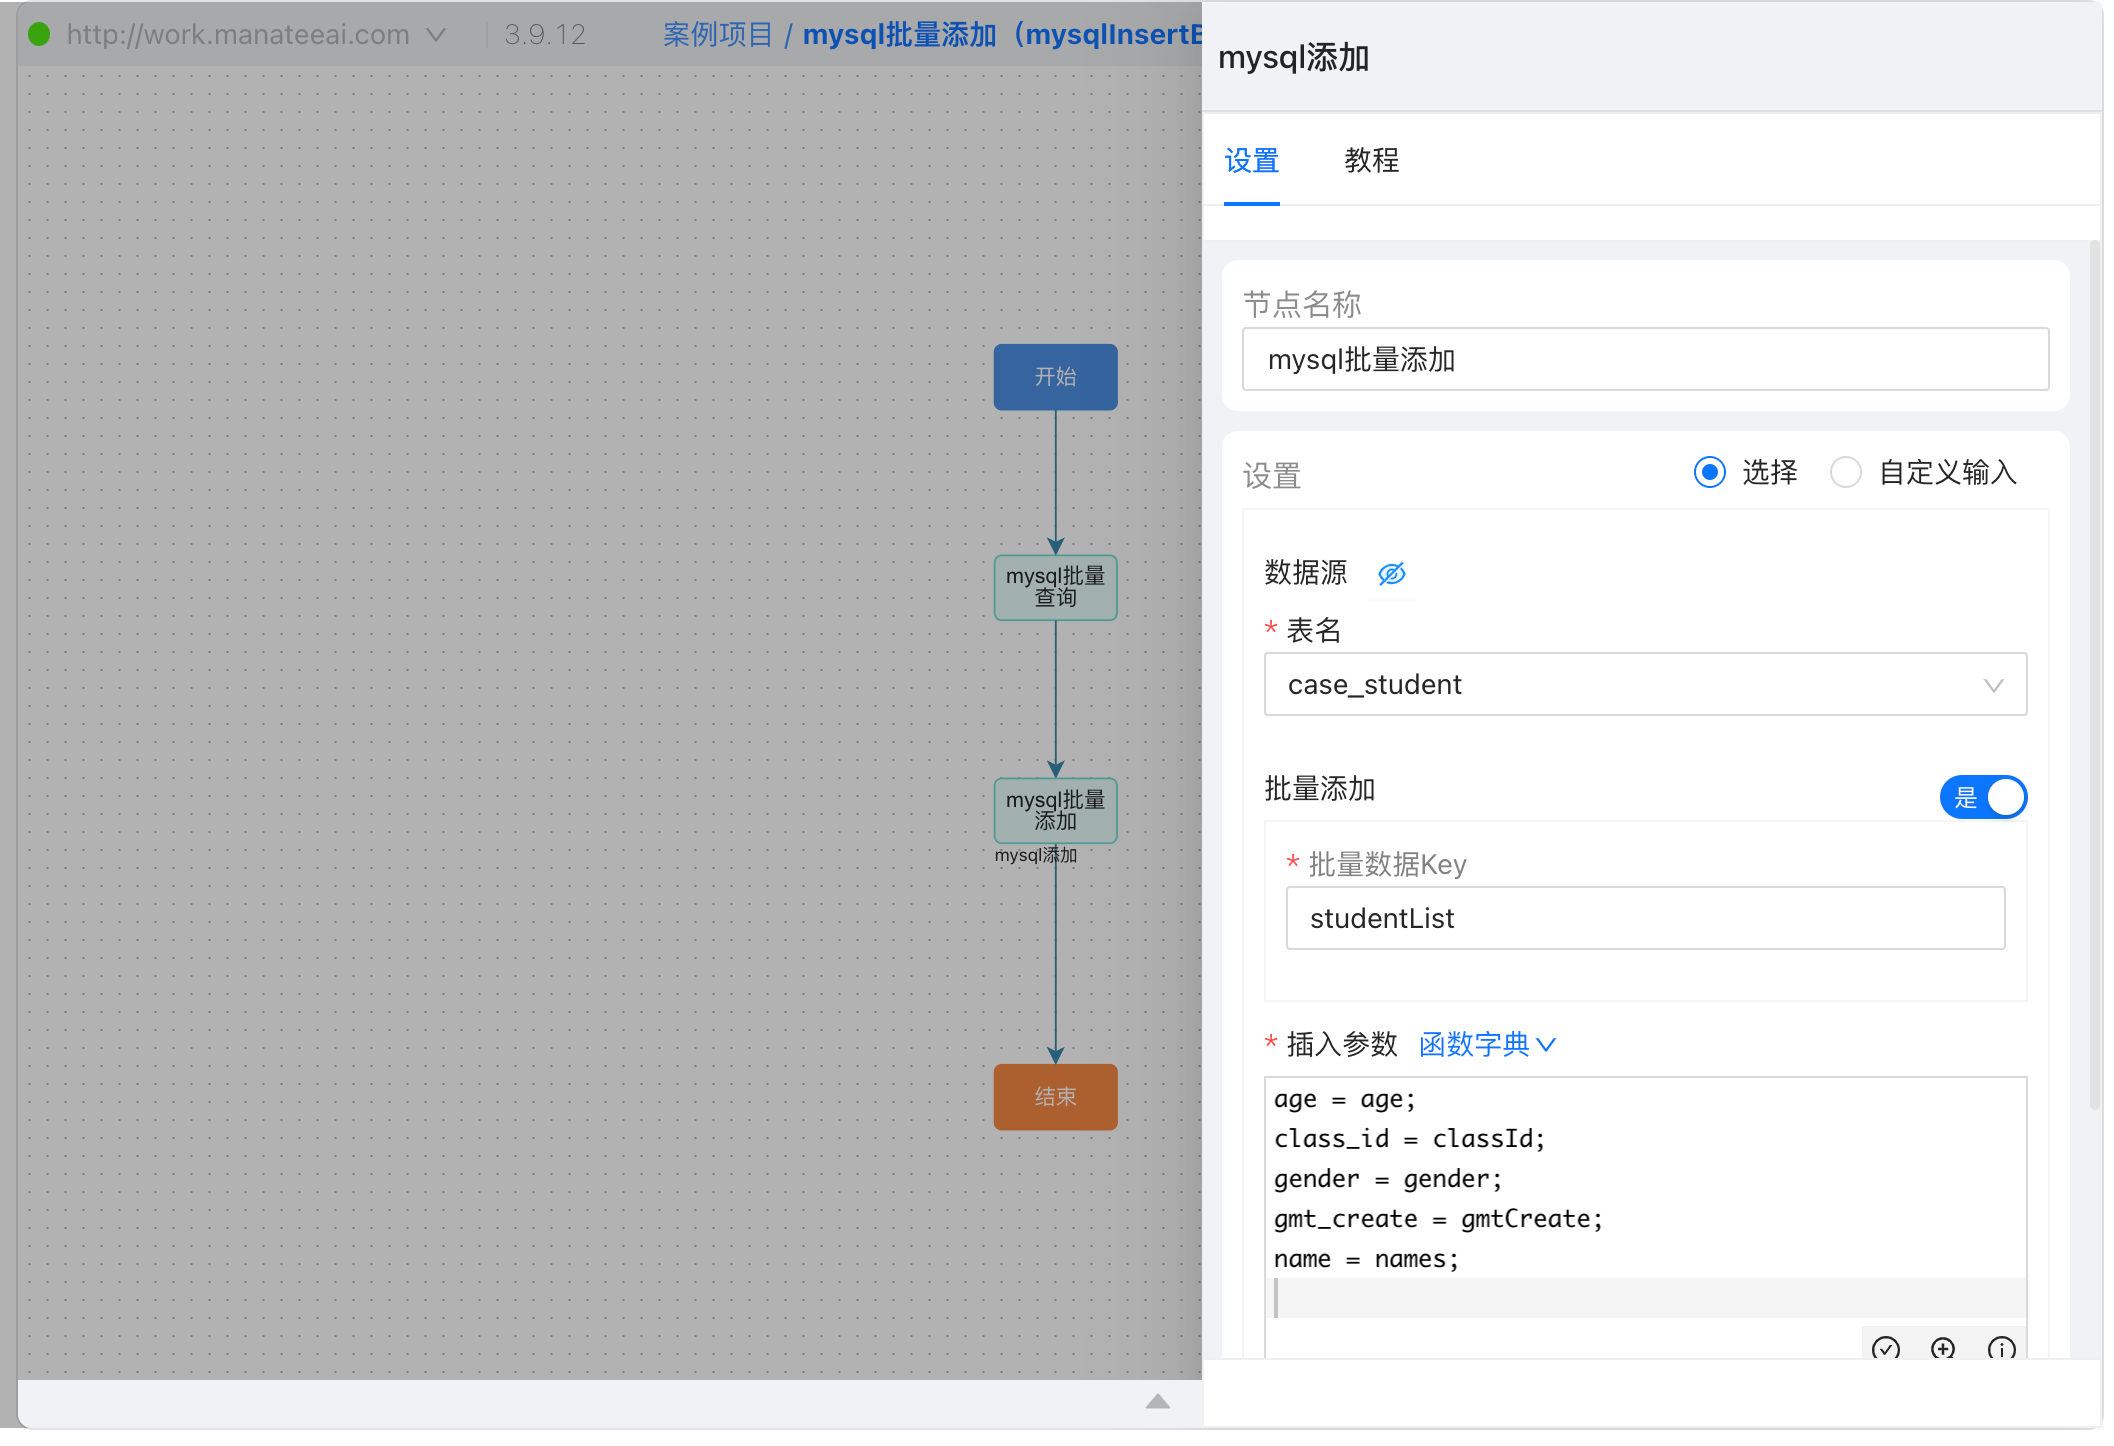 http://work.manateeai.com
3.9.12
案例项目 / mysql批量添加（mysqlInsertB
开始
mysql批量
查询
mysql批量
添加
mysql添加
结束
mysql添加
设置
教程
节点名称
mysql批量添加
设置
选择
自定义输入
数据源
* 表名
case_student
批量添加
是
* 批量数据Key
studentList
* 插入参数 函数字典
age = age;
class_id = classId;
gender = gender;
gmt_create = gmtCreate;
name = names;